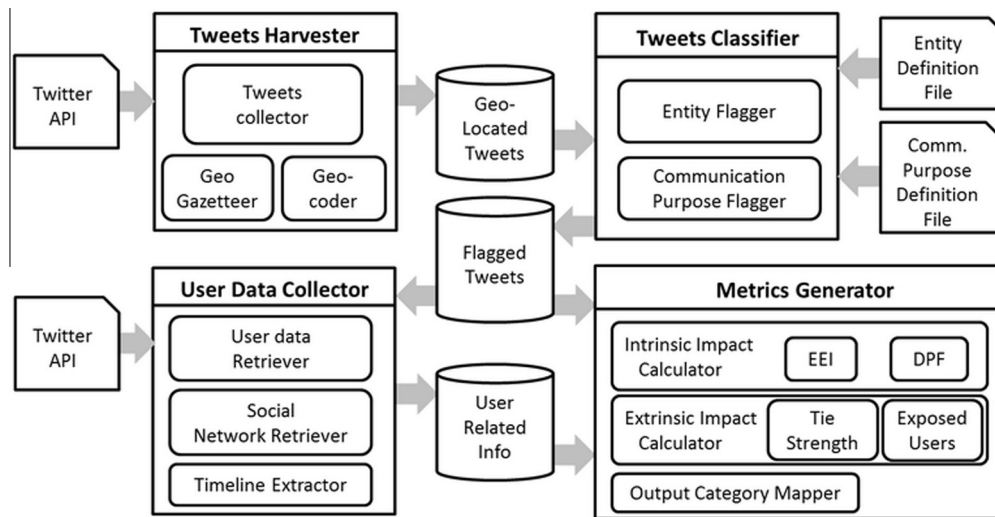 Twitter
API
Tweets Harvester
Tweets
collector
Geo
Gazetteer
Geo-
coder
Geo-
Located
Tweets
Tweets Classifier
Entity Flagger
Communication
Purpose Flagger
Entity
Definition
File
Comm.
Purpose
Definition
File
Flagged
Tweets
Twitter
API
User Data Collector
User data
Retriever
Social
Network Retriever
Timeline Extractor
User
Related
Info
Metrics Generator
Intrinsic Impact
Calculator
EEI
DPF
Extrinsic Impact
Calculator
Tie
Strength
Exposed
Users
Output Category Mapper